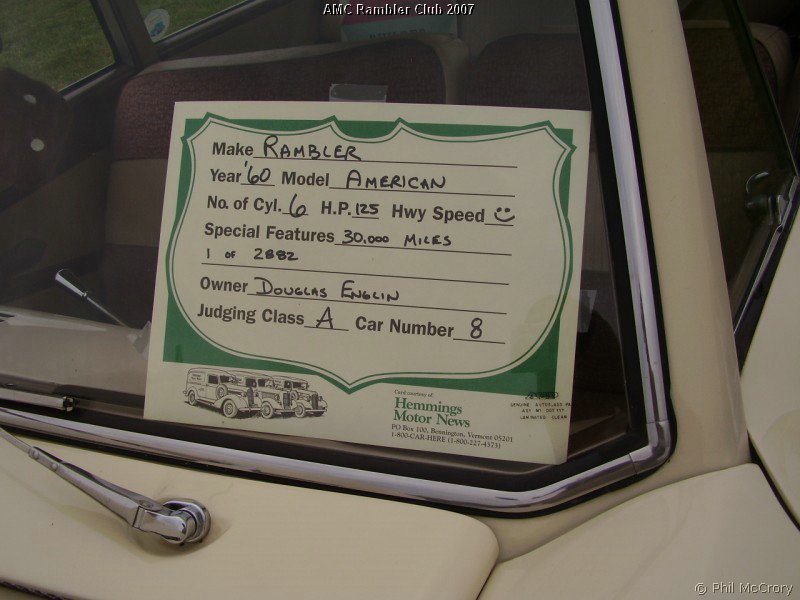 AMC Rambler Club 2007
Make RAMBLER
Year '60 Model AMERICAN
No. of Cyl. 6 H.P. 125 Hwy Speed
Special Features 30.000 MILES
1 OF 2882
Owner DOUGLAS ENGLIN
Judging Class A Car Number 8
Card courtesy of
Hemmings
Motor News
PO Box 100, Bennington, Vermont 05201
1-800-CAR-HERE (1-800-227-4373)
LAMINATED CLEAR
© Phil McCrory